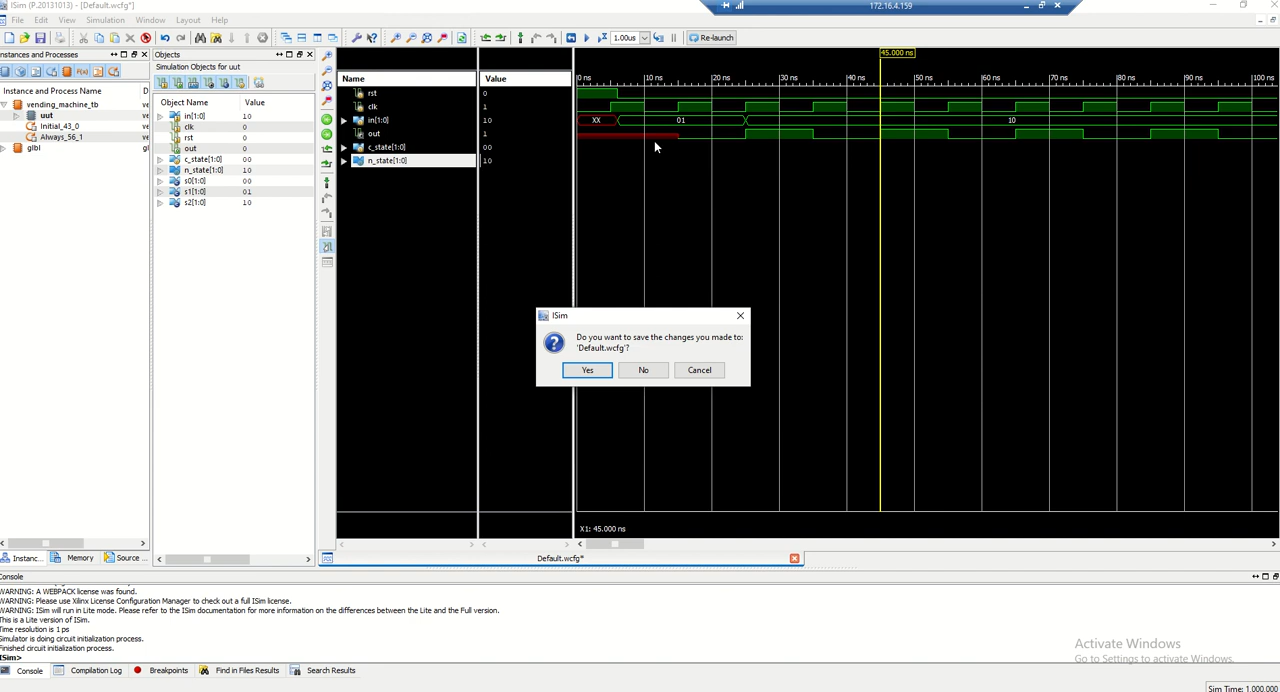 ISim (P.20131013) - [Default.wcfg*]
172.16.4.159
File Edit View Simulation Window Layout Help
1.00us
Re-launch
Instances and Processes
Objects
Simulation Objects for uut
Instance and Process Name
D
Object Name Value
vending_machine_tb ve
uut ve
Initial_43_0 ve
Always_56_1 ve
glbl gl
in[1:0] 10
clk 0
rst 0
out 0
c_state[1:0] 00
n_state[1:0] 10
s0[1:0] 00
s1[1:0] 01
s2[1:0] 10
Name Value
rst 0
clk 1
in[1:0] 10
out 1
c_state[1:0] 00
n_state[1:0] 10
45.000 ns
0 ns 10 ns 20 ns 30 ns 40 ns 50 ns 60 ns 70 ns 80 ns 90 ns 100 ns
XX 01 10
ISim
Do you want to save the changes you made to:
'Default.wcfg'?
Yes No Cancel
X1: 45.000 ns
Instanc... Memory Source ...
Default.wcfg*
Console
WARNING: A WEBPACK license was found.
WARNING: Please use Xilinx License Configuration Manager to check out a full ISim license.
WARNING: ISim will run in Lite mode. Please refer to the ISim documentation for more information on the differences between the Lite and the Full version.
This is a Lite version of ISim.
Time resolution is 1 ps
Simulator is doing circuit initialization process.
Finished circuit initialization process.
ISim>
Activate Windows
Go to Settings to activate Windows.
Console Compilation Log Breakpoints Find in Files Results Search Results
Sim Time: 1,000,000